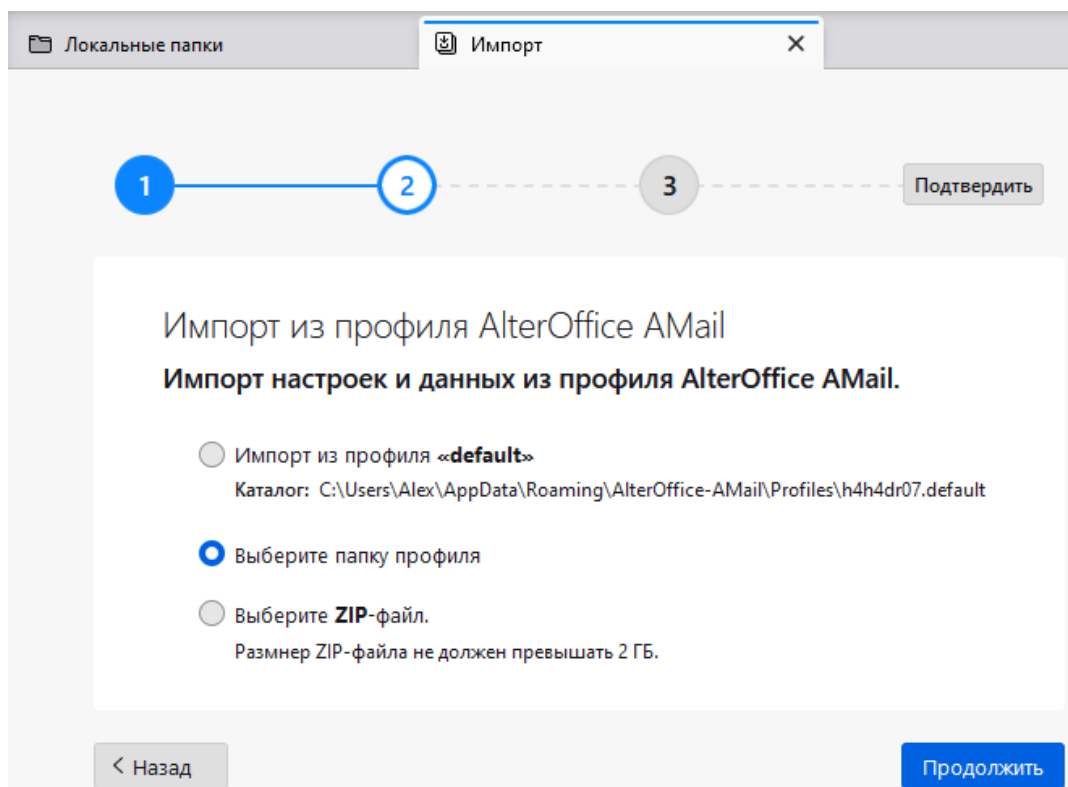 Локальные папки
Импорт
1
2
3
Подтвердить
Импорт из профиля AlterOffice AMail
Импорт настроек и данных из профиля AlterOffice AMail.
Импорт из профиля «default»
Каталог: C:\Users\Alex\AppData\Roaming\AlterOffice-AMail\Profiles\h4h4dr07.default
Выберите папку профиля
Выберите ZIP-файл.
Размнер ZIP-файла не должен превышать 2 ГБ.
Назад
Продолжить